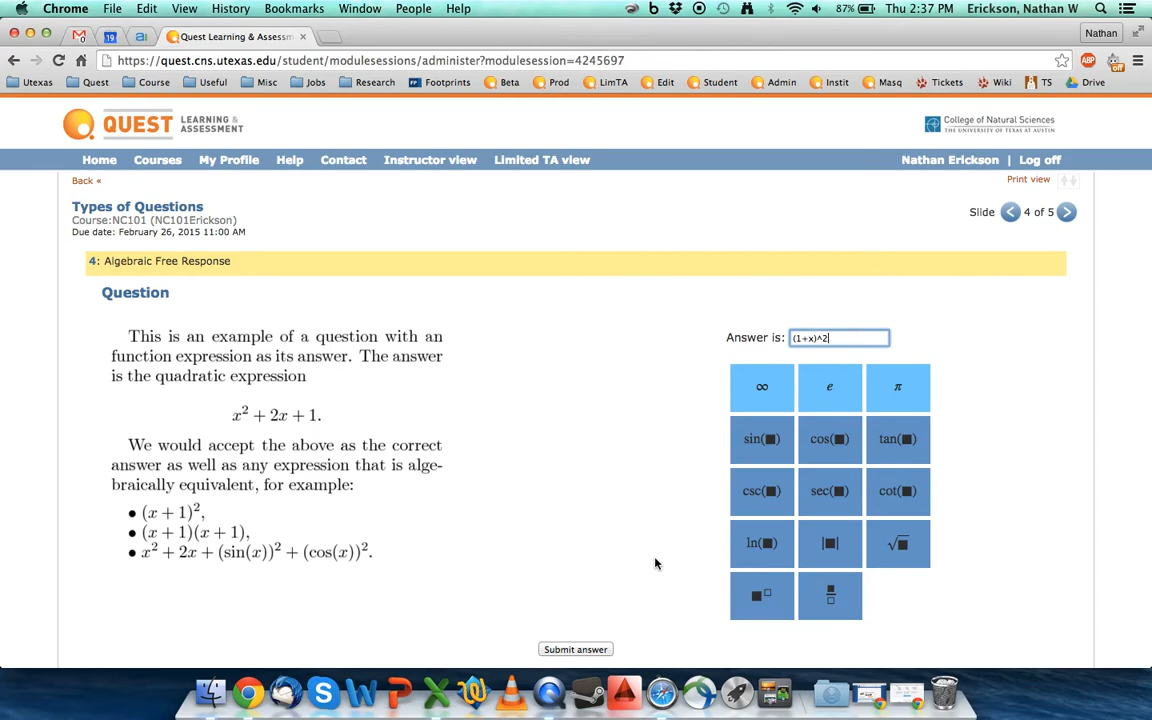 Chrome File Edit View History Bookmarks Window People Help 87% Thu 2:37 PM Erickson, Nathan W
19 ai Quest Learning & Assessm Nathan
https://quest.cns.utexas.edu/student/modulesessions/administer?modulesession=4245697
Utexas Quest Course Useful Misc Jobs Research Footprints Beta Prod LimTA Edit Student Admin Instit Masq Tickets Wiki TS Drive
QUEST LEARNING & ASSESSMENT
College of Natural Sciences
THE UNIVERSITY OF TEXAS AT AUSTIN
Home Courses My Profile Help Contact Instructor view Limited TA view Nathan Erickson | Log off
Back « Print view
Types of Questions
Course:NC101 (NC101Erickson)
Due date: February 26, 2015 11:00 AM
Slide < 4 of 5 >
4: Algebraic Free Response
Question
This is an example of a question with an
function expression as its answer. The answer
is the quadratic expression
x² + 2x + 1.
We would accept the above as the correct
answer as well as any expression that is alge-
braically equivalent, for example:
• (x + 1)²,
• (x + 1)(x + 1),
• x² + 2x + (sin(x))² + (cos(x))².
Answer is: (1+x)^2
∞ e π
sin(■) cos(■) tan(■)
csc(■) sec(■) cot(■)
ln(■) |■| √■
■□ ■/□
Submit answer